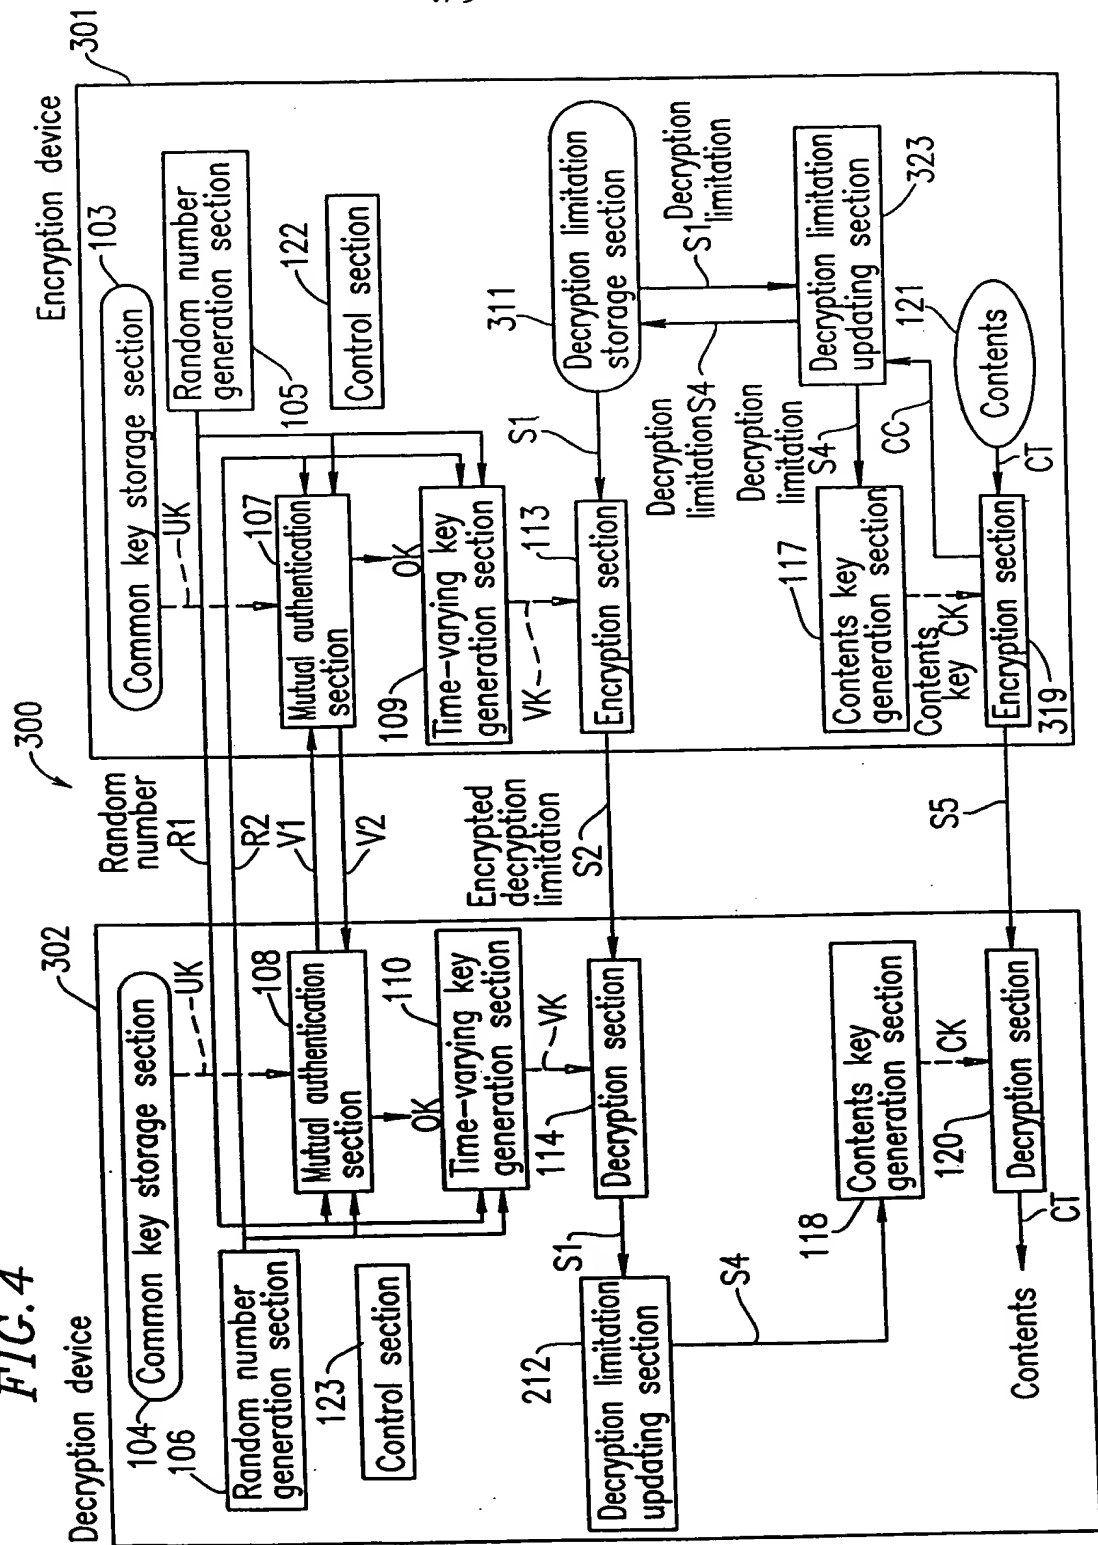 FIG. 4
300
Decryption device
302
104
Common key storage section
UK
106
Random number
generation section
108
Mutual authentication
section
123
Control section
OK
110
Time-varying key
generation section
VK
114
Decryption section
S1
212
Decryption limitation
updating section
S4
118
Contents key
generation section
120
CK
Decryption section
CT
Contents
Random
number
R1
R2
V1
V2
Encrypted
decryption
limitation
S2
S5
Encryption device
301
103
Common key storage section
UK
Random number
generation section
105
107
Mutual authentication
section
122
Control section
OK
109
Time-varying key
generation section
VK
113
Encryption section
S1
311
Decryption limitation
storage section
S1
Decryption
limitation
Decryption
limitation
S4
323
Decryption limitation
updating section
Decryption
limitation
S4
117
Contents key
generation section
Contents
key CK
CC
121
Contents
CT
Encryption section
319